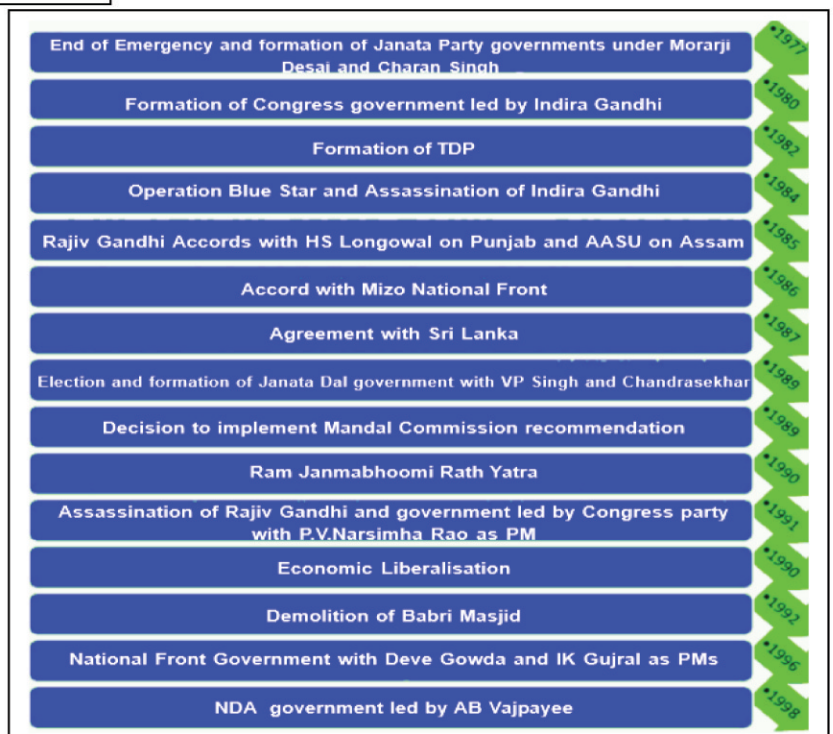 End of Emergency and formation of Janata Party governments under Morarji
Desai and Charan Singh
•1977
Formation of Congress government led by Indira Gandhi
•1980
Formation of TDP
•1982
Operation Blue Star and Assassination of Indira Gandhi
•1984
Rajiv Gandhi Accords with HS Longowal on Punjab and AASU on Assam
•1985
Accord with Mizo National Front
•1986
Agreement with Sri Lanka
•1987
Election and formation of Janata Dal government with VP Singh and Chandrasekhar
•1989
Decision to implement Mandal Commission recommendation
•1989
Ram Janmabhoomi Rath Yatra
•1990
Assassination of Rajiv Gandhi and government led by Congress party
with P.V.Narsimha Rao as PM
•1991
Economic Liberalisation
•1990
Demolition of Babri Masjid
•1992
National Front Government with Deve Gowda and IK Gujral as PMs
•1996
NDA government led by AB Vajpayee
•1998